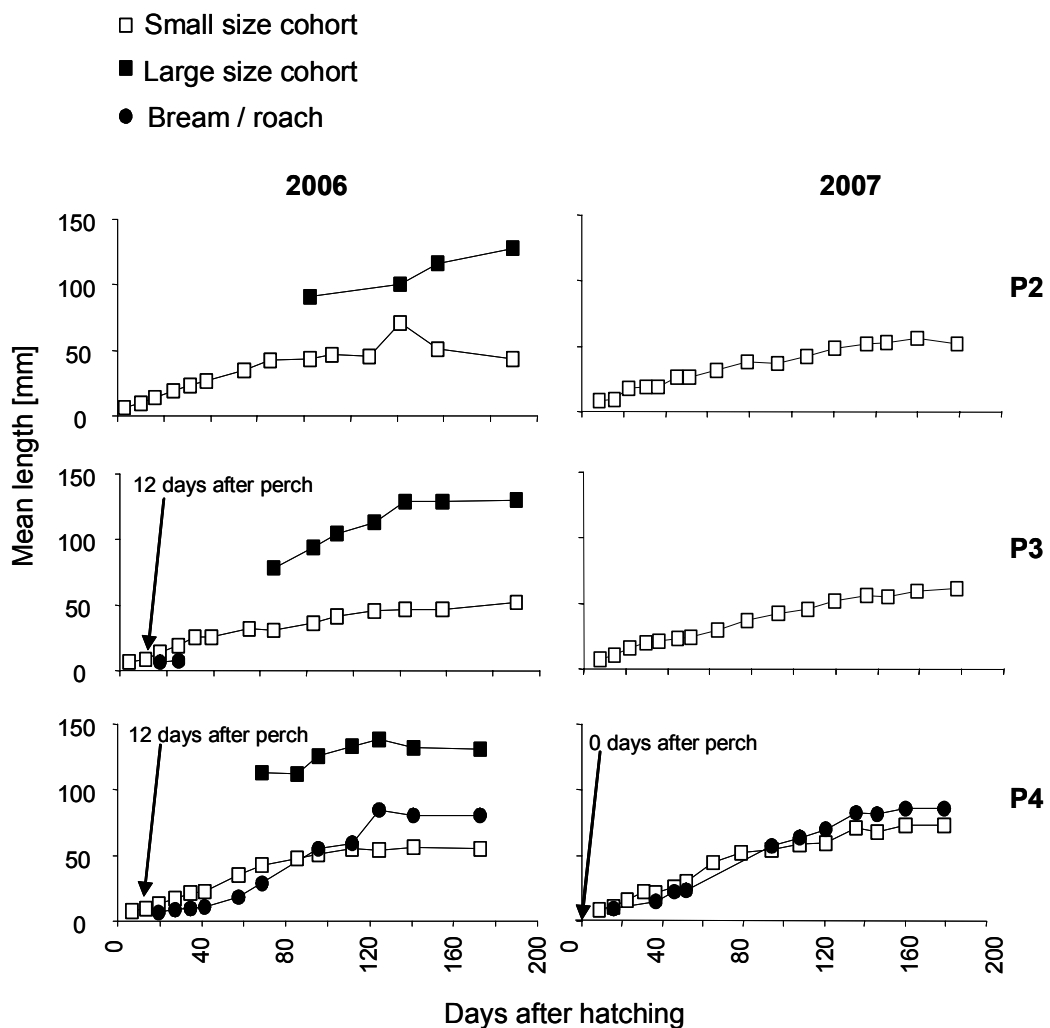 Small size cohort
Large size cohort
Bream / roach
2006
2007
Mean length [mm]
150
100
50
0
P2
12 days after perch
150
100
50
0
P3
12 days after perch
150
100
50
0
0 days after perch
P4
0
40
80
120
160
200
0
40
80
120
160
200
Days after hatching